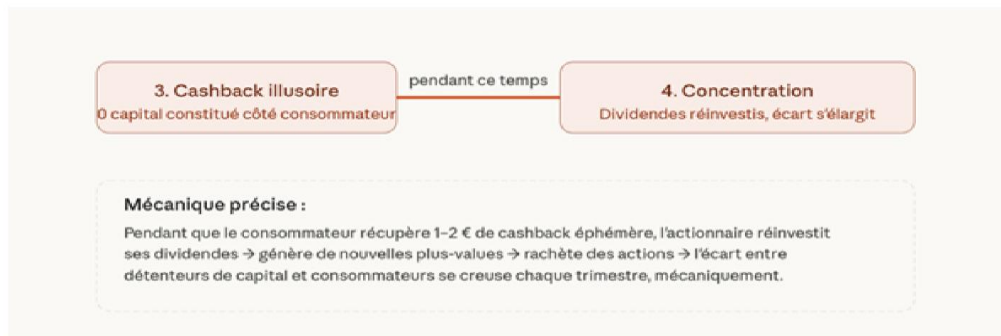 3. Cashback illusoire
0 capital constitué côté consommateur
pendant ce temps
4. Concentration
Dividendes réinvestis, écart s'élargit
Mécanique précise :
Pendant que le consommateur récupère 1–2 € de cashback éphémère, l'actionnaire réinvestit
ses dividendes → génère de nouvelles plus-values → rachète des actions → l'écart entre
détenteurs de capital et consommateurs se creuse chaque trimestre, mécaniquement.